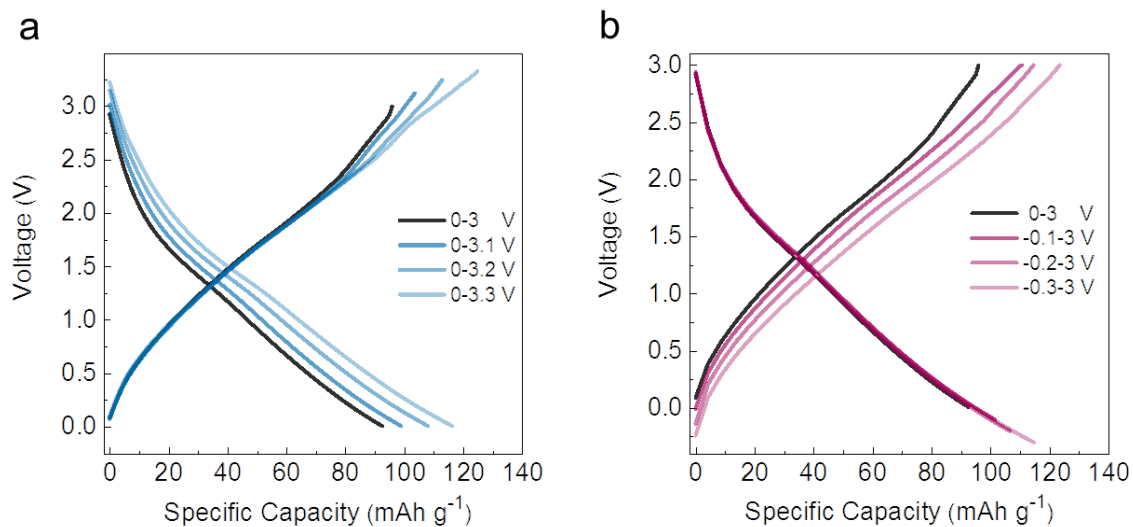 a
3.0
2.5
2.0
1.5
1.0
0.5
0.0
Voltage (V)
0-3 V
0-3.1 V
0-3.2 V
0-3.3 V
0 20 40 60 80 100 120 140
Specific Capacity (mAh g⁻¹)
b
3.0
2.5
2.0
1.5
1.0
0.5
0.0
Voltage (V)
0-3 V
-0.1-3 V
-0.2-3 V
-0.3-3 V
0 20 40 60 80 100 120 140
Specific Capacity (mAh g⁻¹)